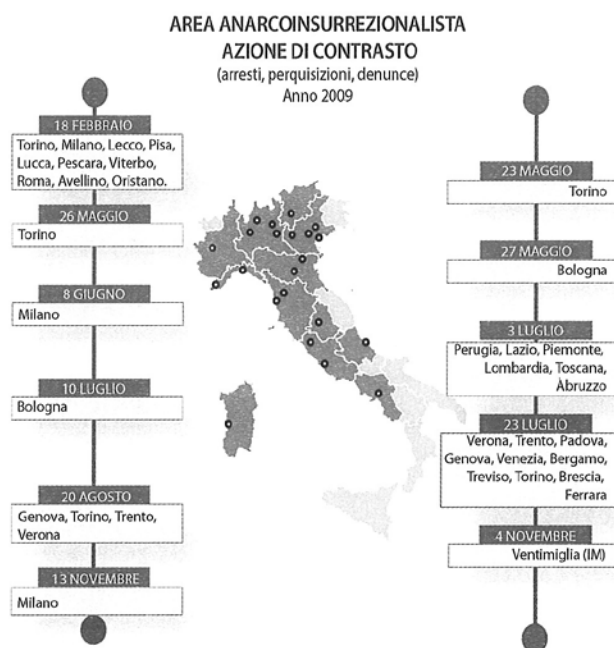 AREA ANARCOINSURREZIONALISTA
AZIONE DI CONTRASTO
(arresti, perquisizioni, denunce)
Anno 2009
18 FEBBRAIO
Torino, Milano, Lecco, Pisa,
Lucca, Pescara, Viterbo,
Roma, Avellino, Oristano.
26 MAGGIO
Torino
8 GIUGNO
Milano
10 LUGLIO
Bologna
20 AGOSTO
Genova, Torino, Trento,
Verona
13 NOVEMBRE
Milano
23 MAGGIO
Torino
27 MAGGIO
Bologna
3 LUGLIO
Perugia, Lazio, Piemonte,
Lombardia, Toscana,
Abruzzo
23 LUGLIO
Verona, Trento, Padova,
Genova, Venezia, Bergamo,
Treviso, Torino, Brescia,
Ferrara
4 NOVEMBRE
Ventimiglia (IM)